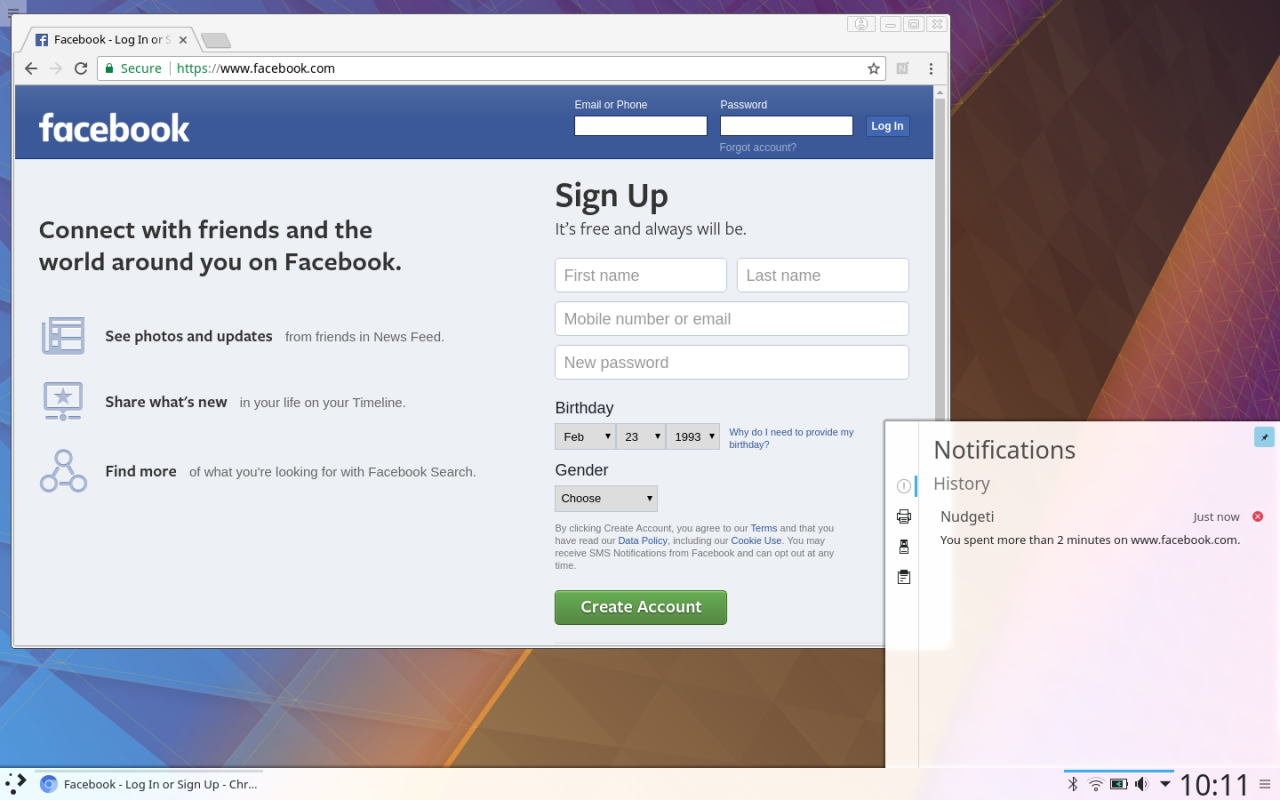 Facebook - Log In or S
Secure
https://www.facebook.com
facebook
Email or Phone
Password
Log In
Forgot account?
Connect with friends and the
world around you on Facebook.
See photos and updates from friends in News Feed.
Share what's new in your life on your Timeline.
Find more of what you're looking for with Facebook Search.
Sign Up
It's free and always will be.
First name
Last name
Mobile number or email
New password
Birthday
Feb
23
1993
Why do I need to provide my
birthday?
Gender
Choose
By clicking Create Account, you agree to our Terms and that you
have read our Data Policy, including our Cookie Use. You may
receive SMS Notifications from Facebook and can opt out at any
time.
Create Account
Notifications
History
Nudgeti
Just now
You spent more than 2 minutes on www.facebook.com.
Facebook - Log In or Sign Up - Chr...
10:11